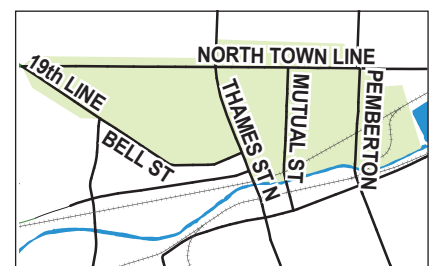 NORTH TOWN LINE
19th LINE
BELL ST
THAMES ST N
MUTUAL ST
PEMBERTON